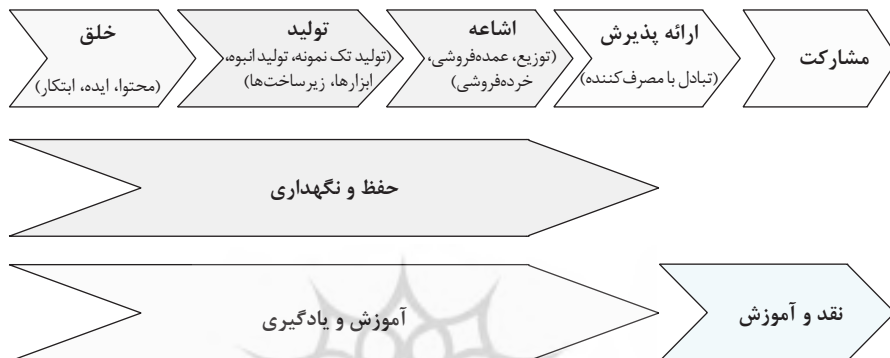 خلق
(محتوا، ایده، ابتکار)
تولید
(تولید تک نمونه، تولید انبوه،
ابزارها، زیرساخت‌ها)
اشاعه
(توزیع، عمده‌فروشی،
خرده‌فروشی)
ارائه پذیرش
(تبادل با مصرف‌کننده)
مشارکت
حفظ و نگهداری
آموزش و یادگیری
نقد و آموزش